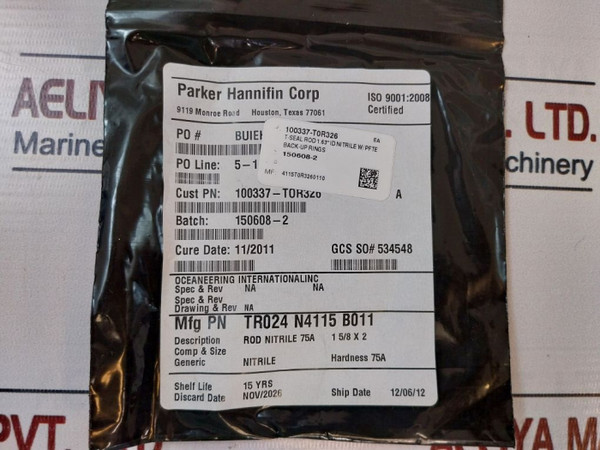 Parker Hannifin Corp
ISO 9001:2008
Certified
9119 Monroe Road Houston, Texas 77061
PO #
PO Line: 5-1
100337-T0R326 EA
T-SEAL ROD 1.63" ID NITRILE W/ PFTE
BACK-UP RINGS
150608-2
4115T0R3260110
Cust PN: 100337-T0R326 A
Batch: 150608-2
Cure Date: 11/2011 GCS SO# 534548
OCEANEERING INTERNATIONALINC
Spec & Rev NA NA
Spec & Rev
Drawing & Rev NA
Mfg PN TR024 N4115 B011
Description ROD NITRILE 75A 1 5/8 X 2
Comp & Size
Generic NITRILE Hardness 75A
Shelf Life 15 YRS
Discard Date NOV/2026 Ship Date 12/06/12
Marine
LTD.
chinery
PVT.